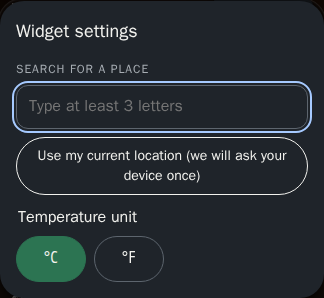 Widget settings
SEARCH FOR A PLACE
Type at least 3 letters
Use my current location (we will ask your
device once)
Temperature unit
°C °F